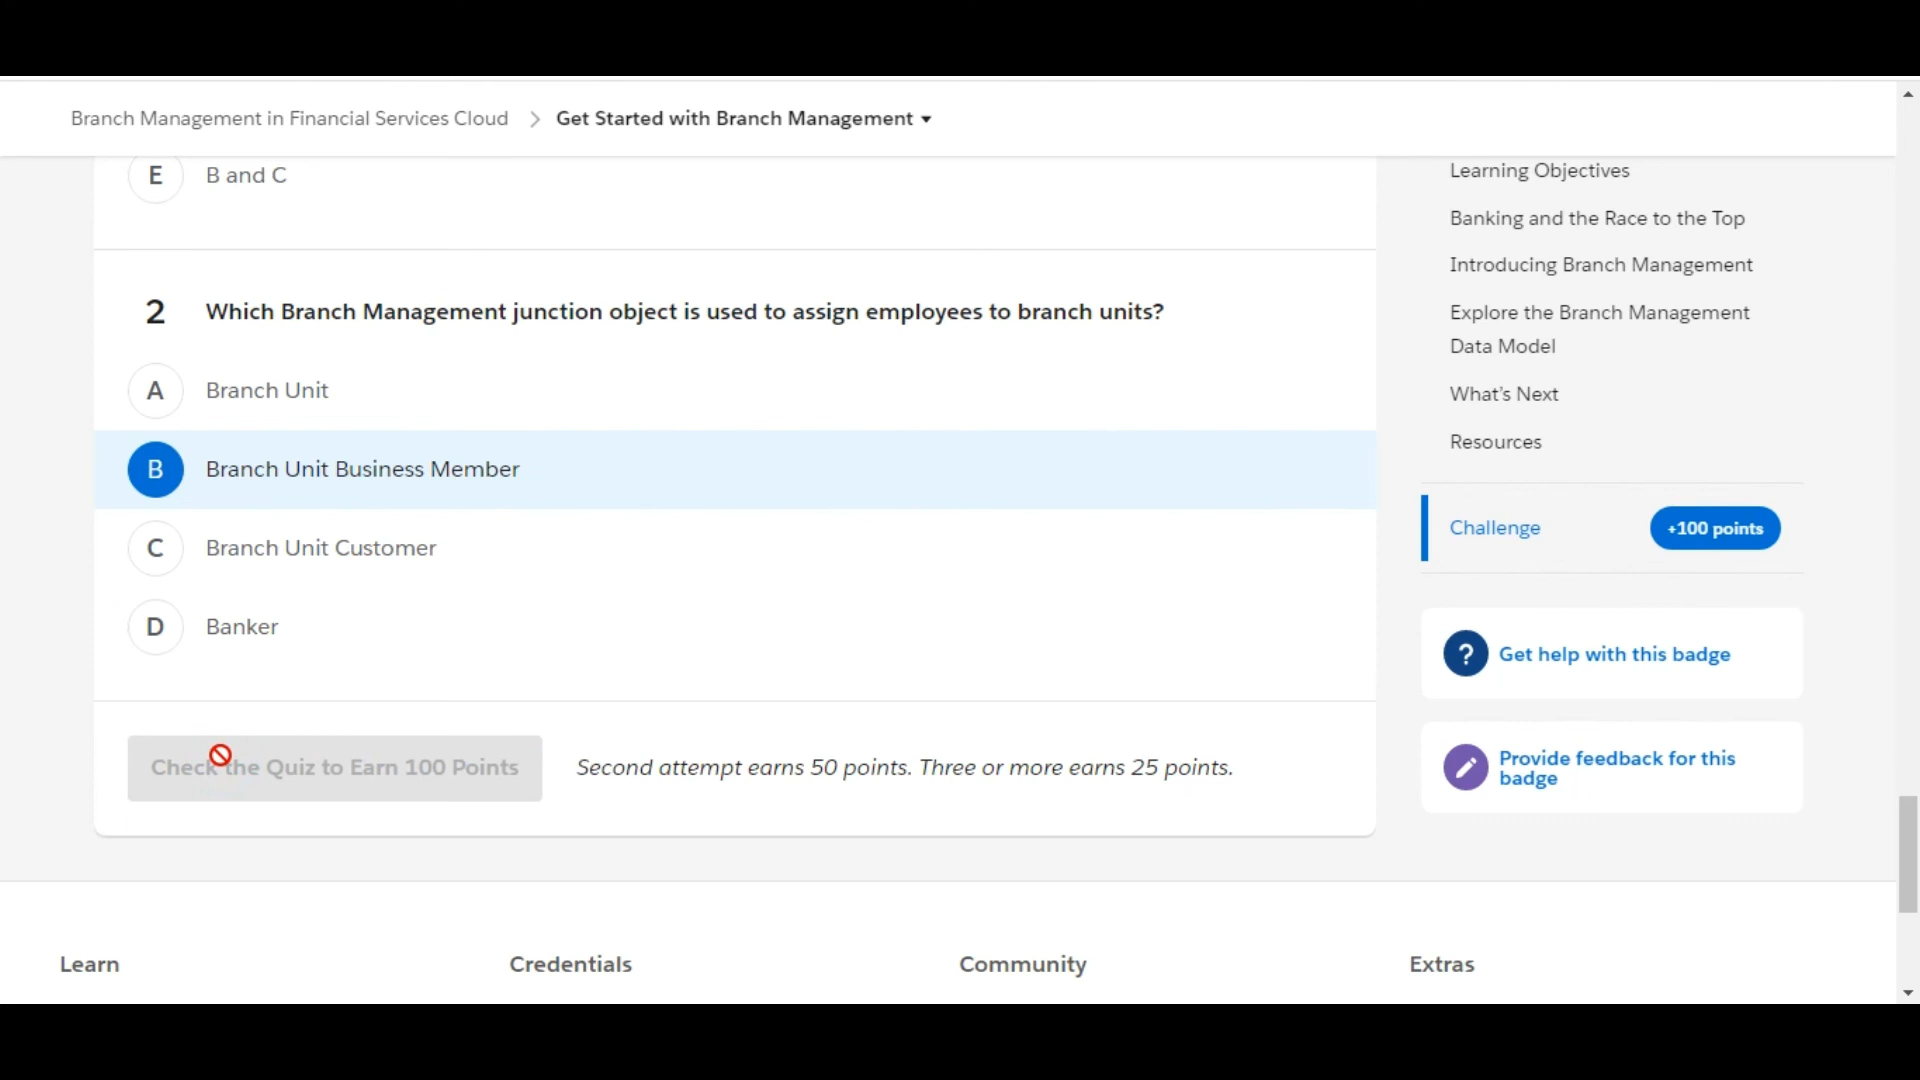 Branch Management in Financial Services Cloud > Get Started with Branch Management
E B and C
2 Which Branch Management junction object is used to assign employees to branch units?
A Branch Unit
B Branch Unit Business Member
C Branch Unit Customer
D Banker
Check the Quiz to Earn 100 Points
Second attempt earns 50 points. Three or more earns 25 points.
Learning Objectives
Banking and the Race to the Top
Introducing Branch Management
Explore the Branch Management
Data Model
What's Next
Resources
Challenge +100 points
? Get help with this badge
Provide feedback for this
badge
Learn Credentials Community Extras